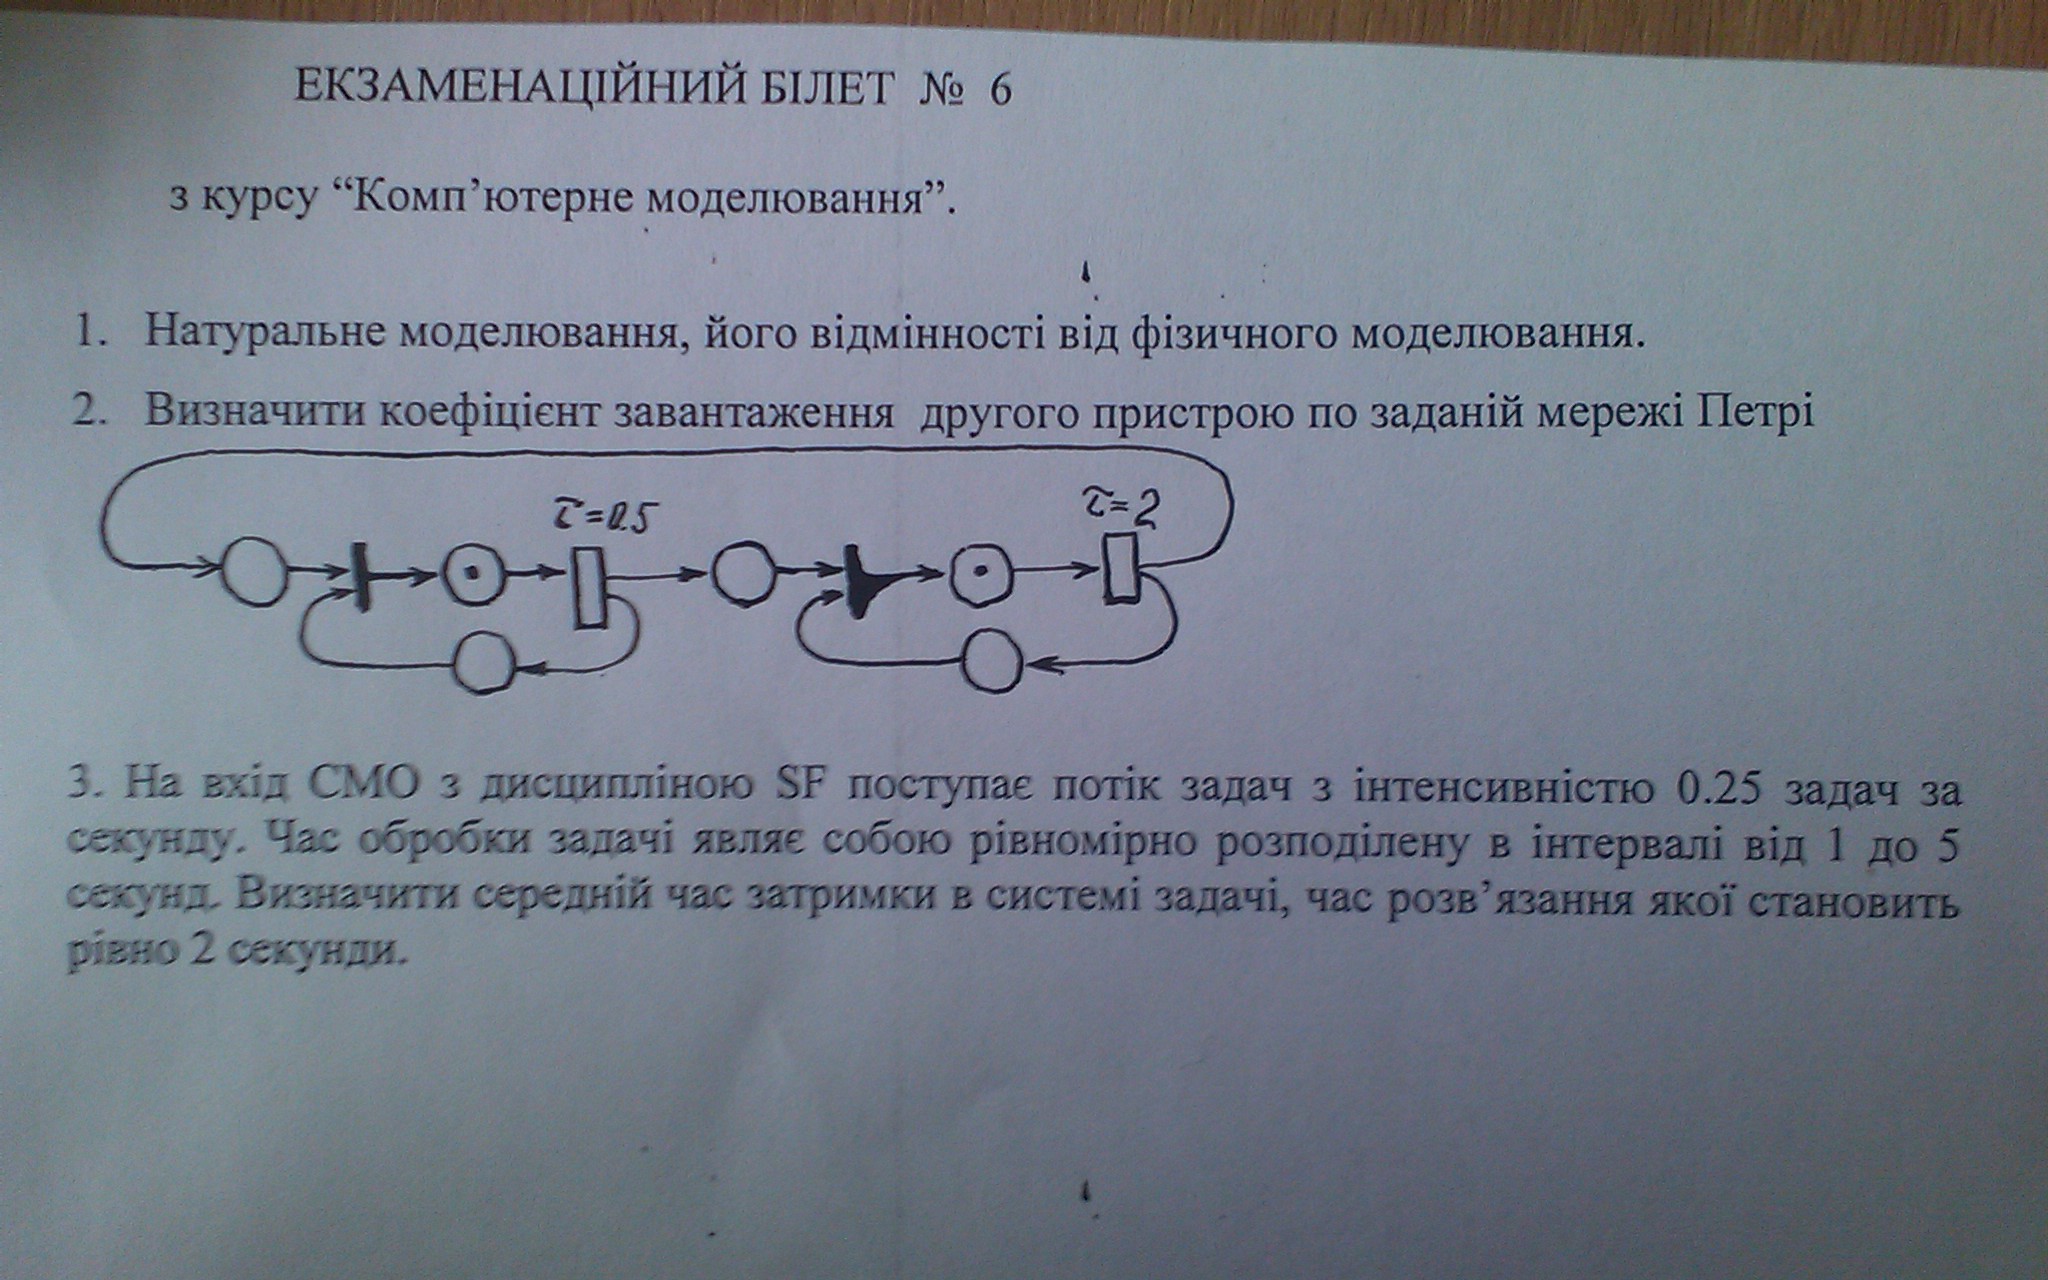 ЕКЗАМЕНАЦІЙНИЙ БІЛЕТ № 6
з курсу “Комп’ютерне моделювання”.
1. Натуральне моделювання, його відмінності від фізичного моделювання.
2. Визначити коефіцієнт завантаження другого пристрою по заданій мережі Петрі
τ=0.5
τ=2
3. На вхід СМО з дисципліною SF поступає потік задач з інтенсивністю 0.25 задач за
секунду. Час обробки задачі являє собою рівномірно розподілену в інтервалі від 1 до 5
секунд. Визначити середній час затримки в системі задачі, час розв’язання якої становить
рівно 2 секунди.